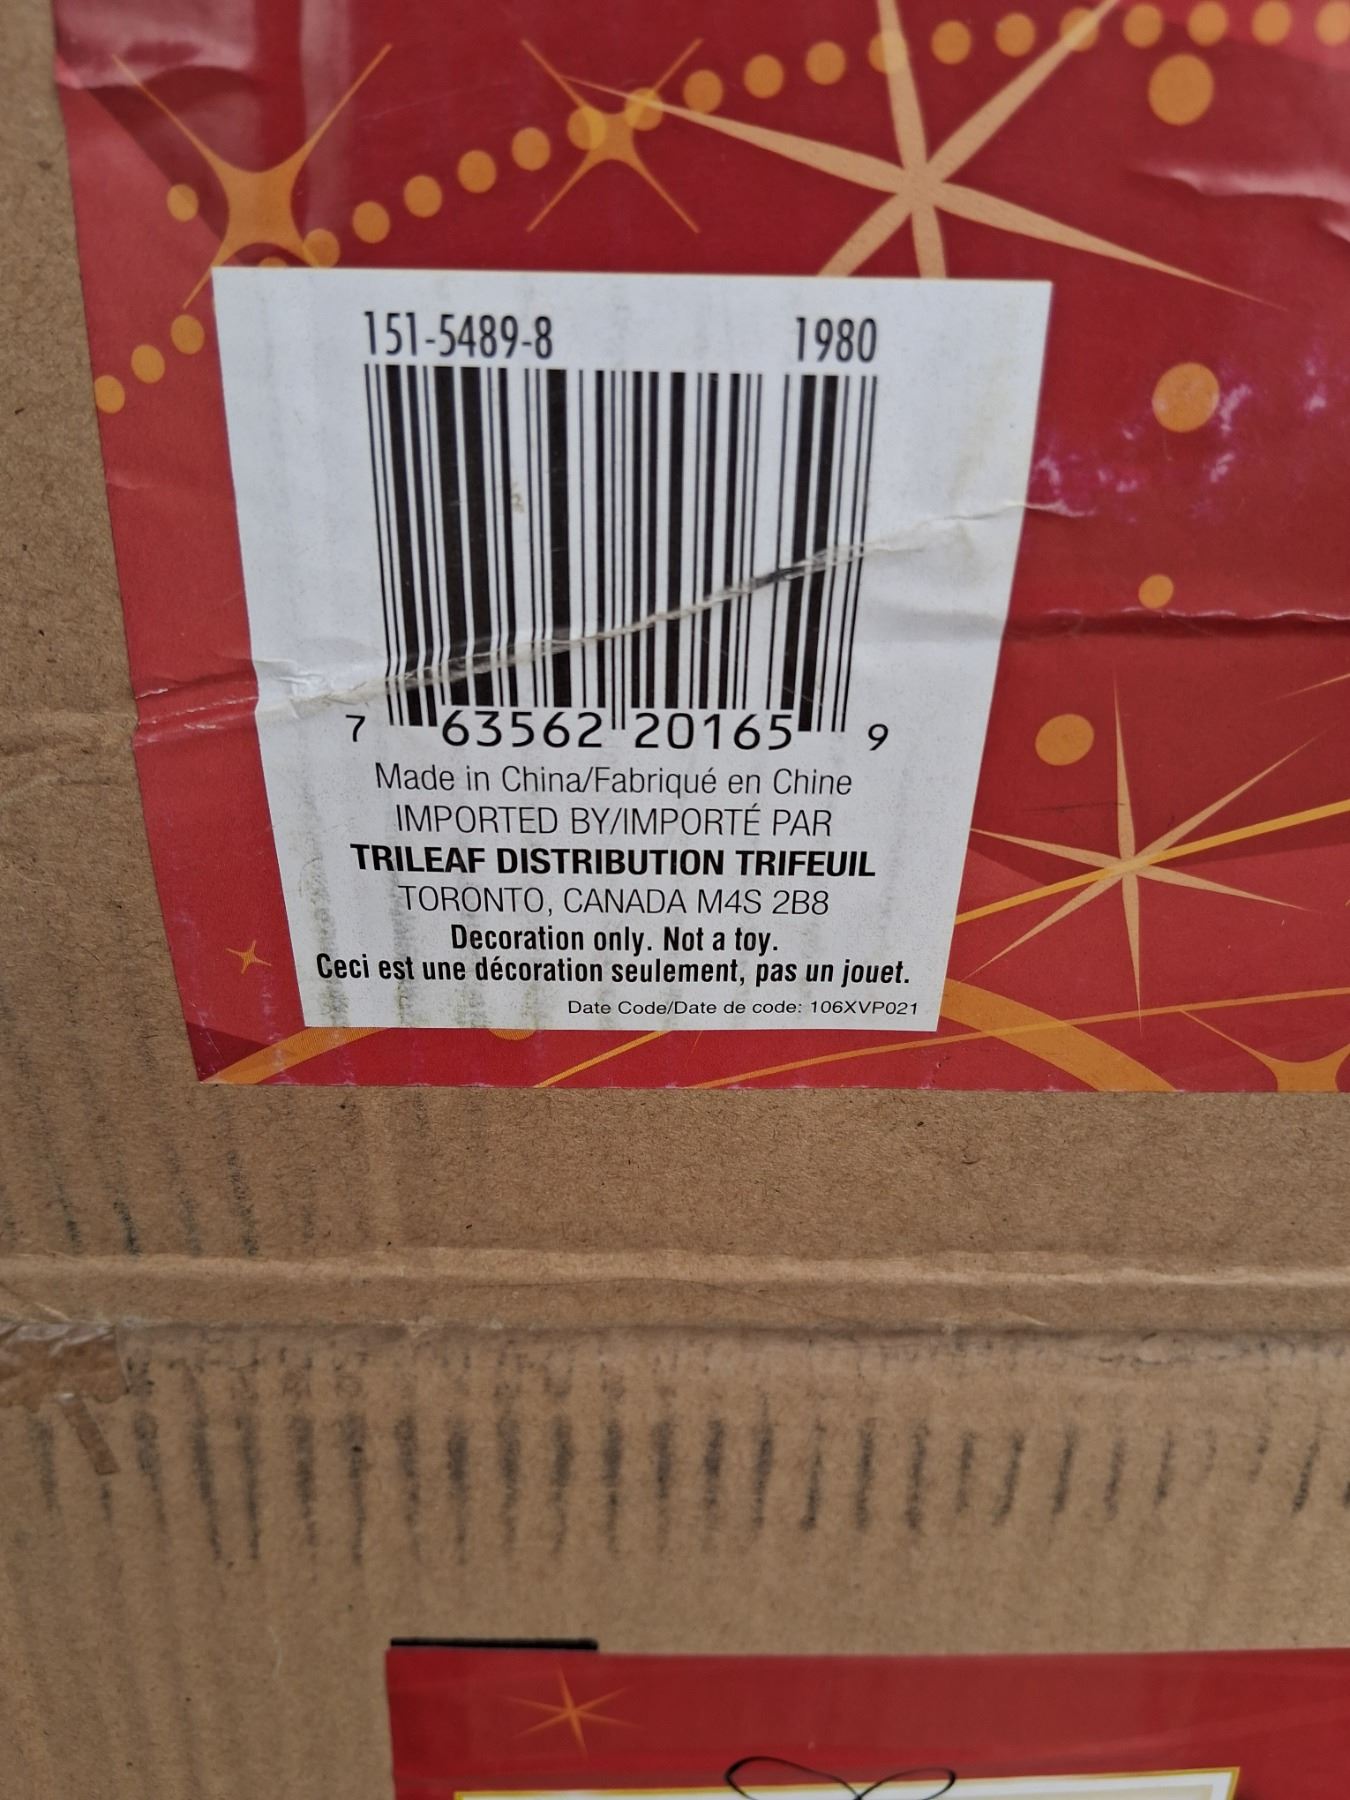 151-5489-8 1980
7 63562 20165 9
Made in China/Fabriqué en Chine
IMPORTED BY/IMPORTÉ PAR
TRILEAF DISTRIBUTION TRIFEUIL
TORONTO, CANADA M4S 2B8
Decoration only. Not a toy.
Ceci est une décoration seulement, pas un jouet.
Date Code/Date de code: 106XVP021